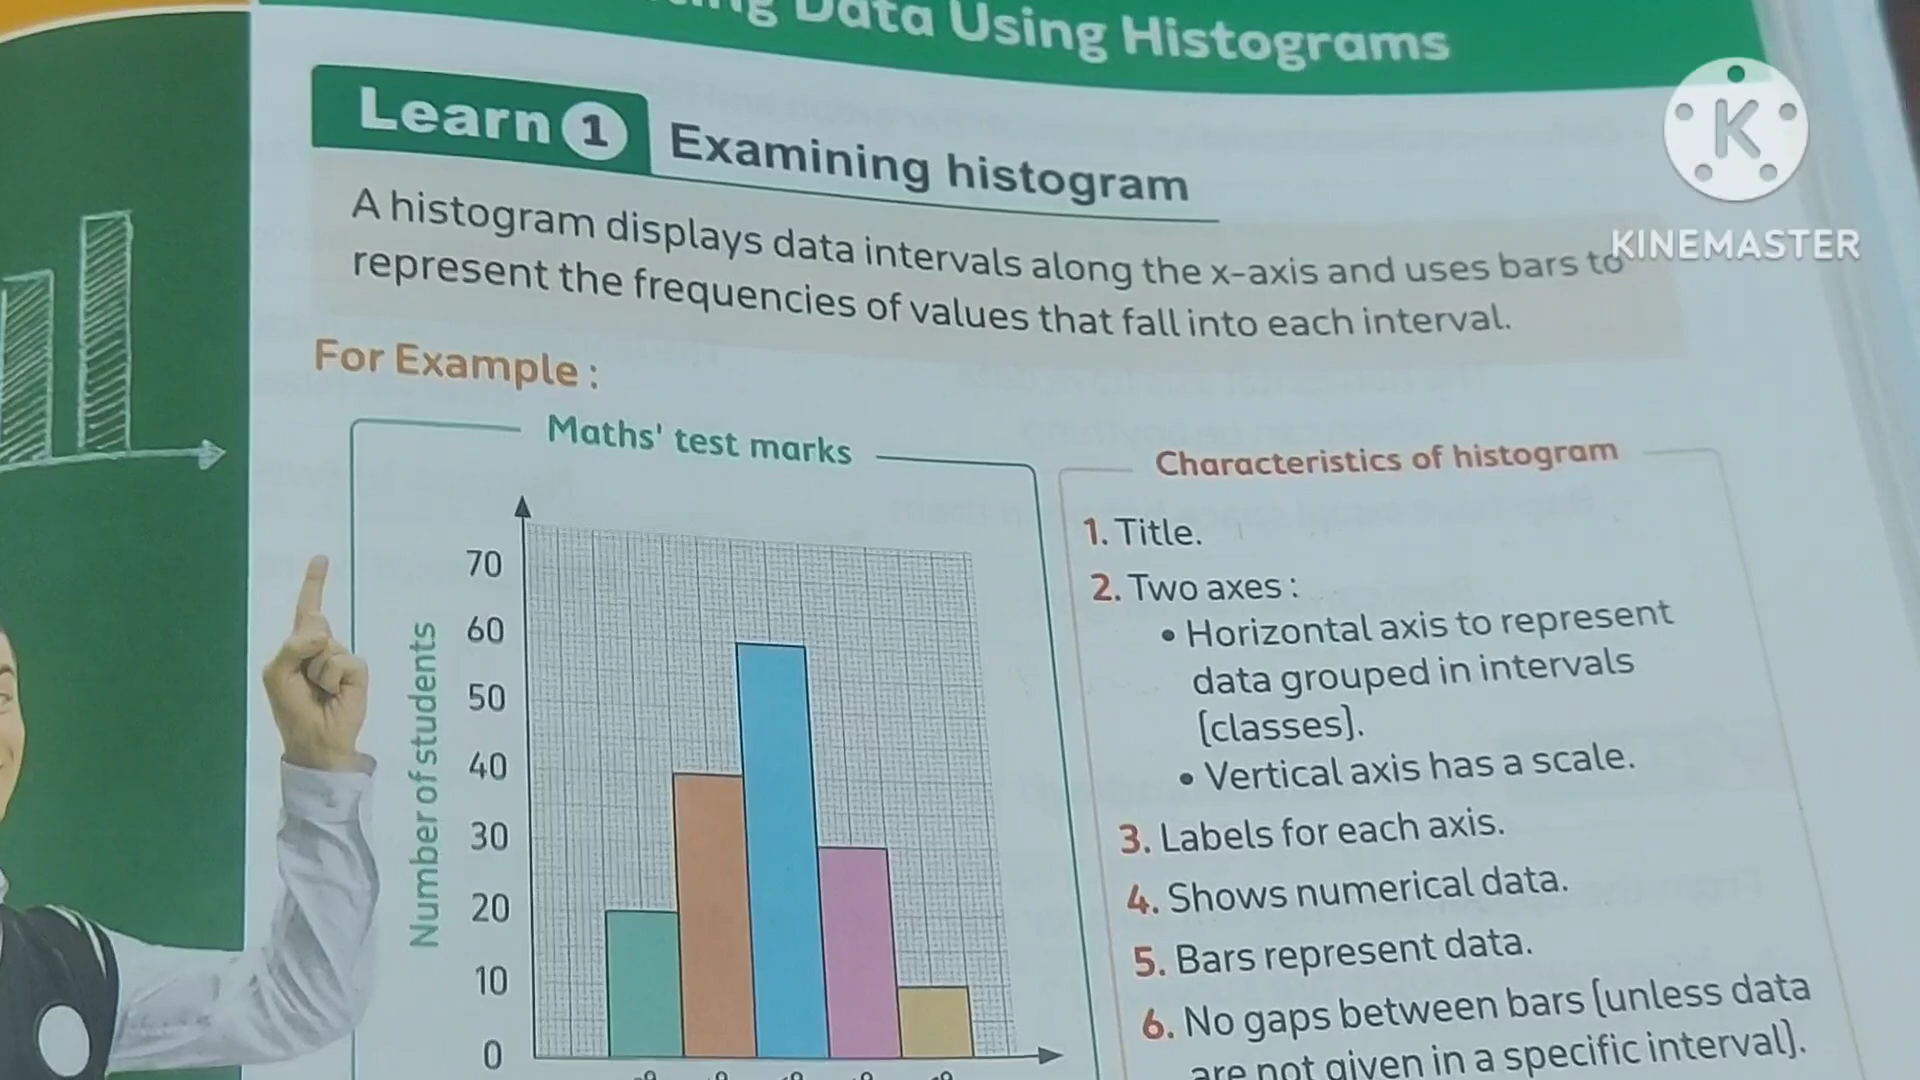 Data Using Histograms
Learn 1 Examining histogram
K
KINEMASTER
A histogram displays data intervals along the x-axis and uses bars to
represent the frequencies of values that fall into each interval.
For Example :
Maths' test marks
Number of students
70
60
50
40
30
20
10
0
Characteristics of histogram
1. Title.
2. Two axes :
• Horizontal axis to represent
data grouped in intervals
[classes].
• Vertical axis has a scale.
3. Labels for each axis.
4. Shows numerical data.
5. Bars represent data.
6. No gaps between bars [unless data
are not given in a specific interval].